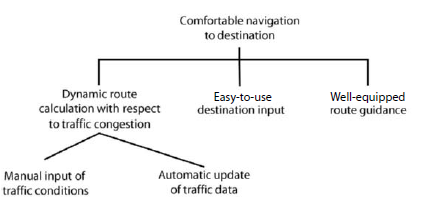 Comfortable navigation
to destination
Dynamic route
calculation with respect
to traffic congestion
Easy-to-use
destination input
Well-equipped
route guidance
Manual input of
traffic conditions
Automatic update
of traffic data